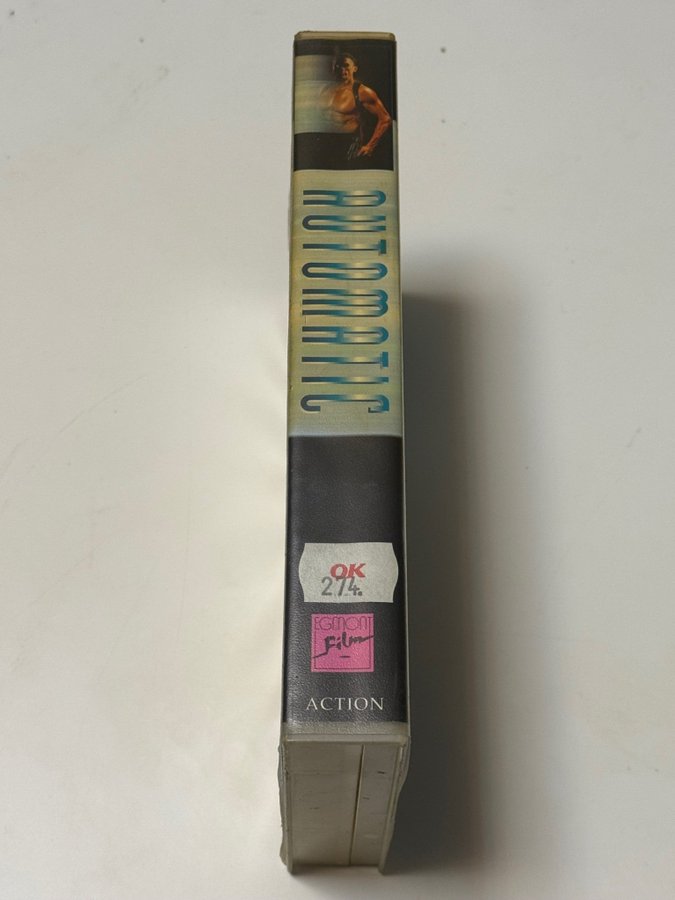 AUTOMATIC
OK
274.
EGMONT
Film
ACTION